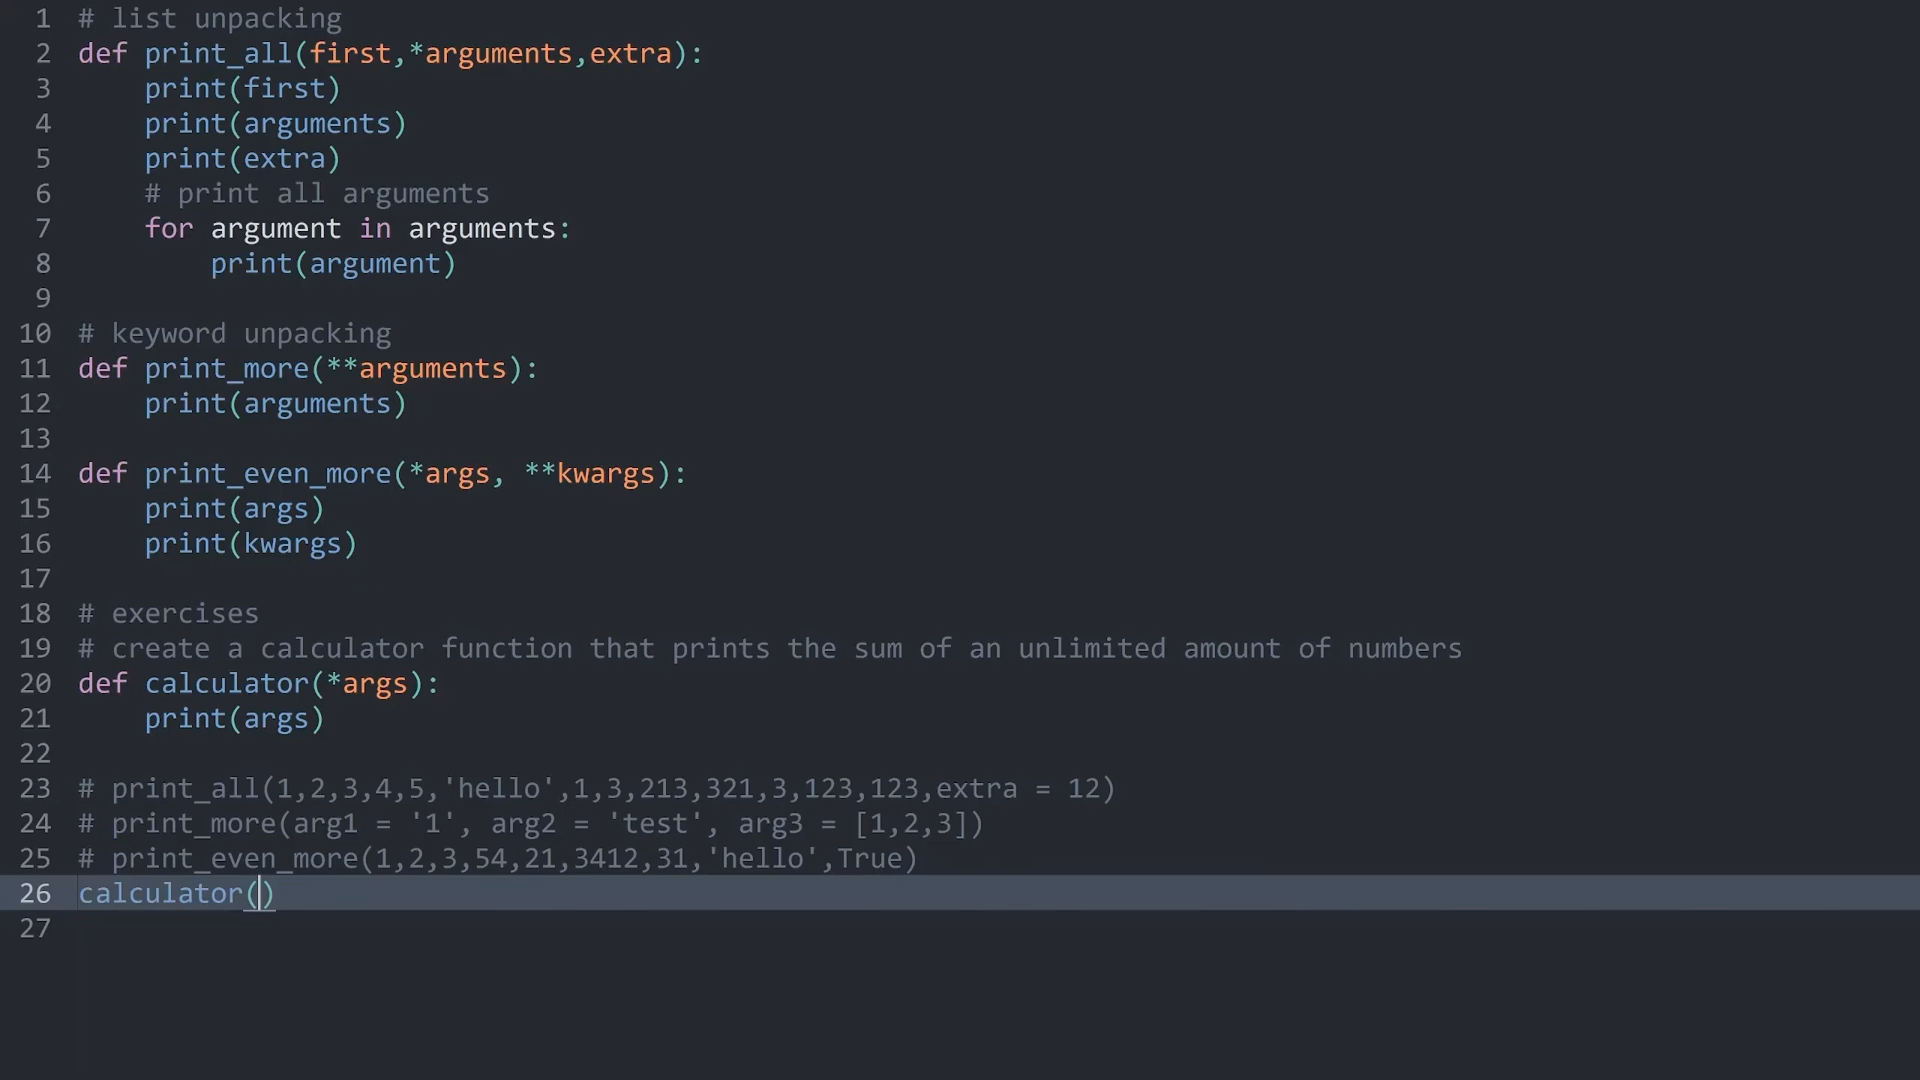 1 # list unpacking
2 def print_all(first,*arguments,extra):
3     print(first)
4     print(arguments)
5     print(extra)
6     # print all arguments
7     for argument in arguments:
8         print(argument)
9
10 # keyword unpacking
11 def print_more(**arguments):
12     print(arguments)
13
14 def print_even_more(*args, **kwargs):
15     print(args)
16     print(kwargs)
17
18 # exercises
19 # create a calculator function that prints the sum of an unlimited amount of numbers
20 def calculator(*args):
21     print(args)
22
23 # print_all(1,2,3,4,5,'hello',1,3,213,321,3,123,123,extra = 12)
24 # print_more(arg1 = '1', arg2 = 'test', arg3 = [1,2,3])
25 # print_even_more(1,2,3,54,21,3412,31,'hello',True)
26 calculator()
27